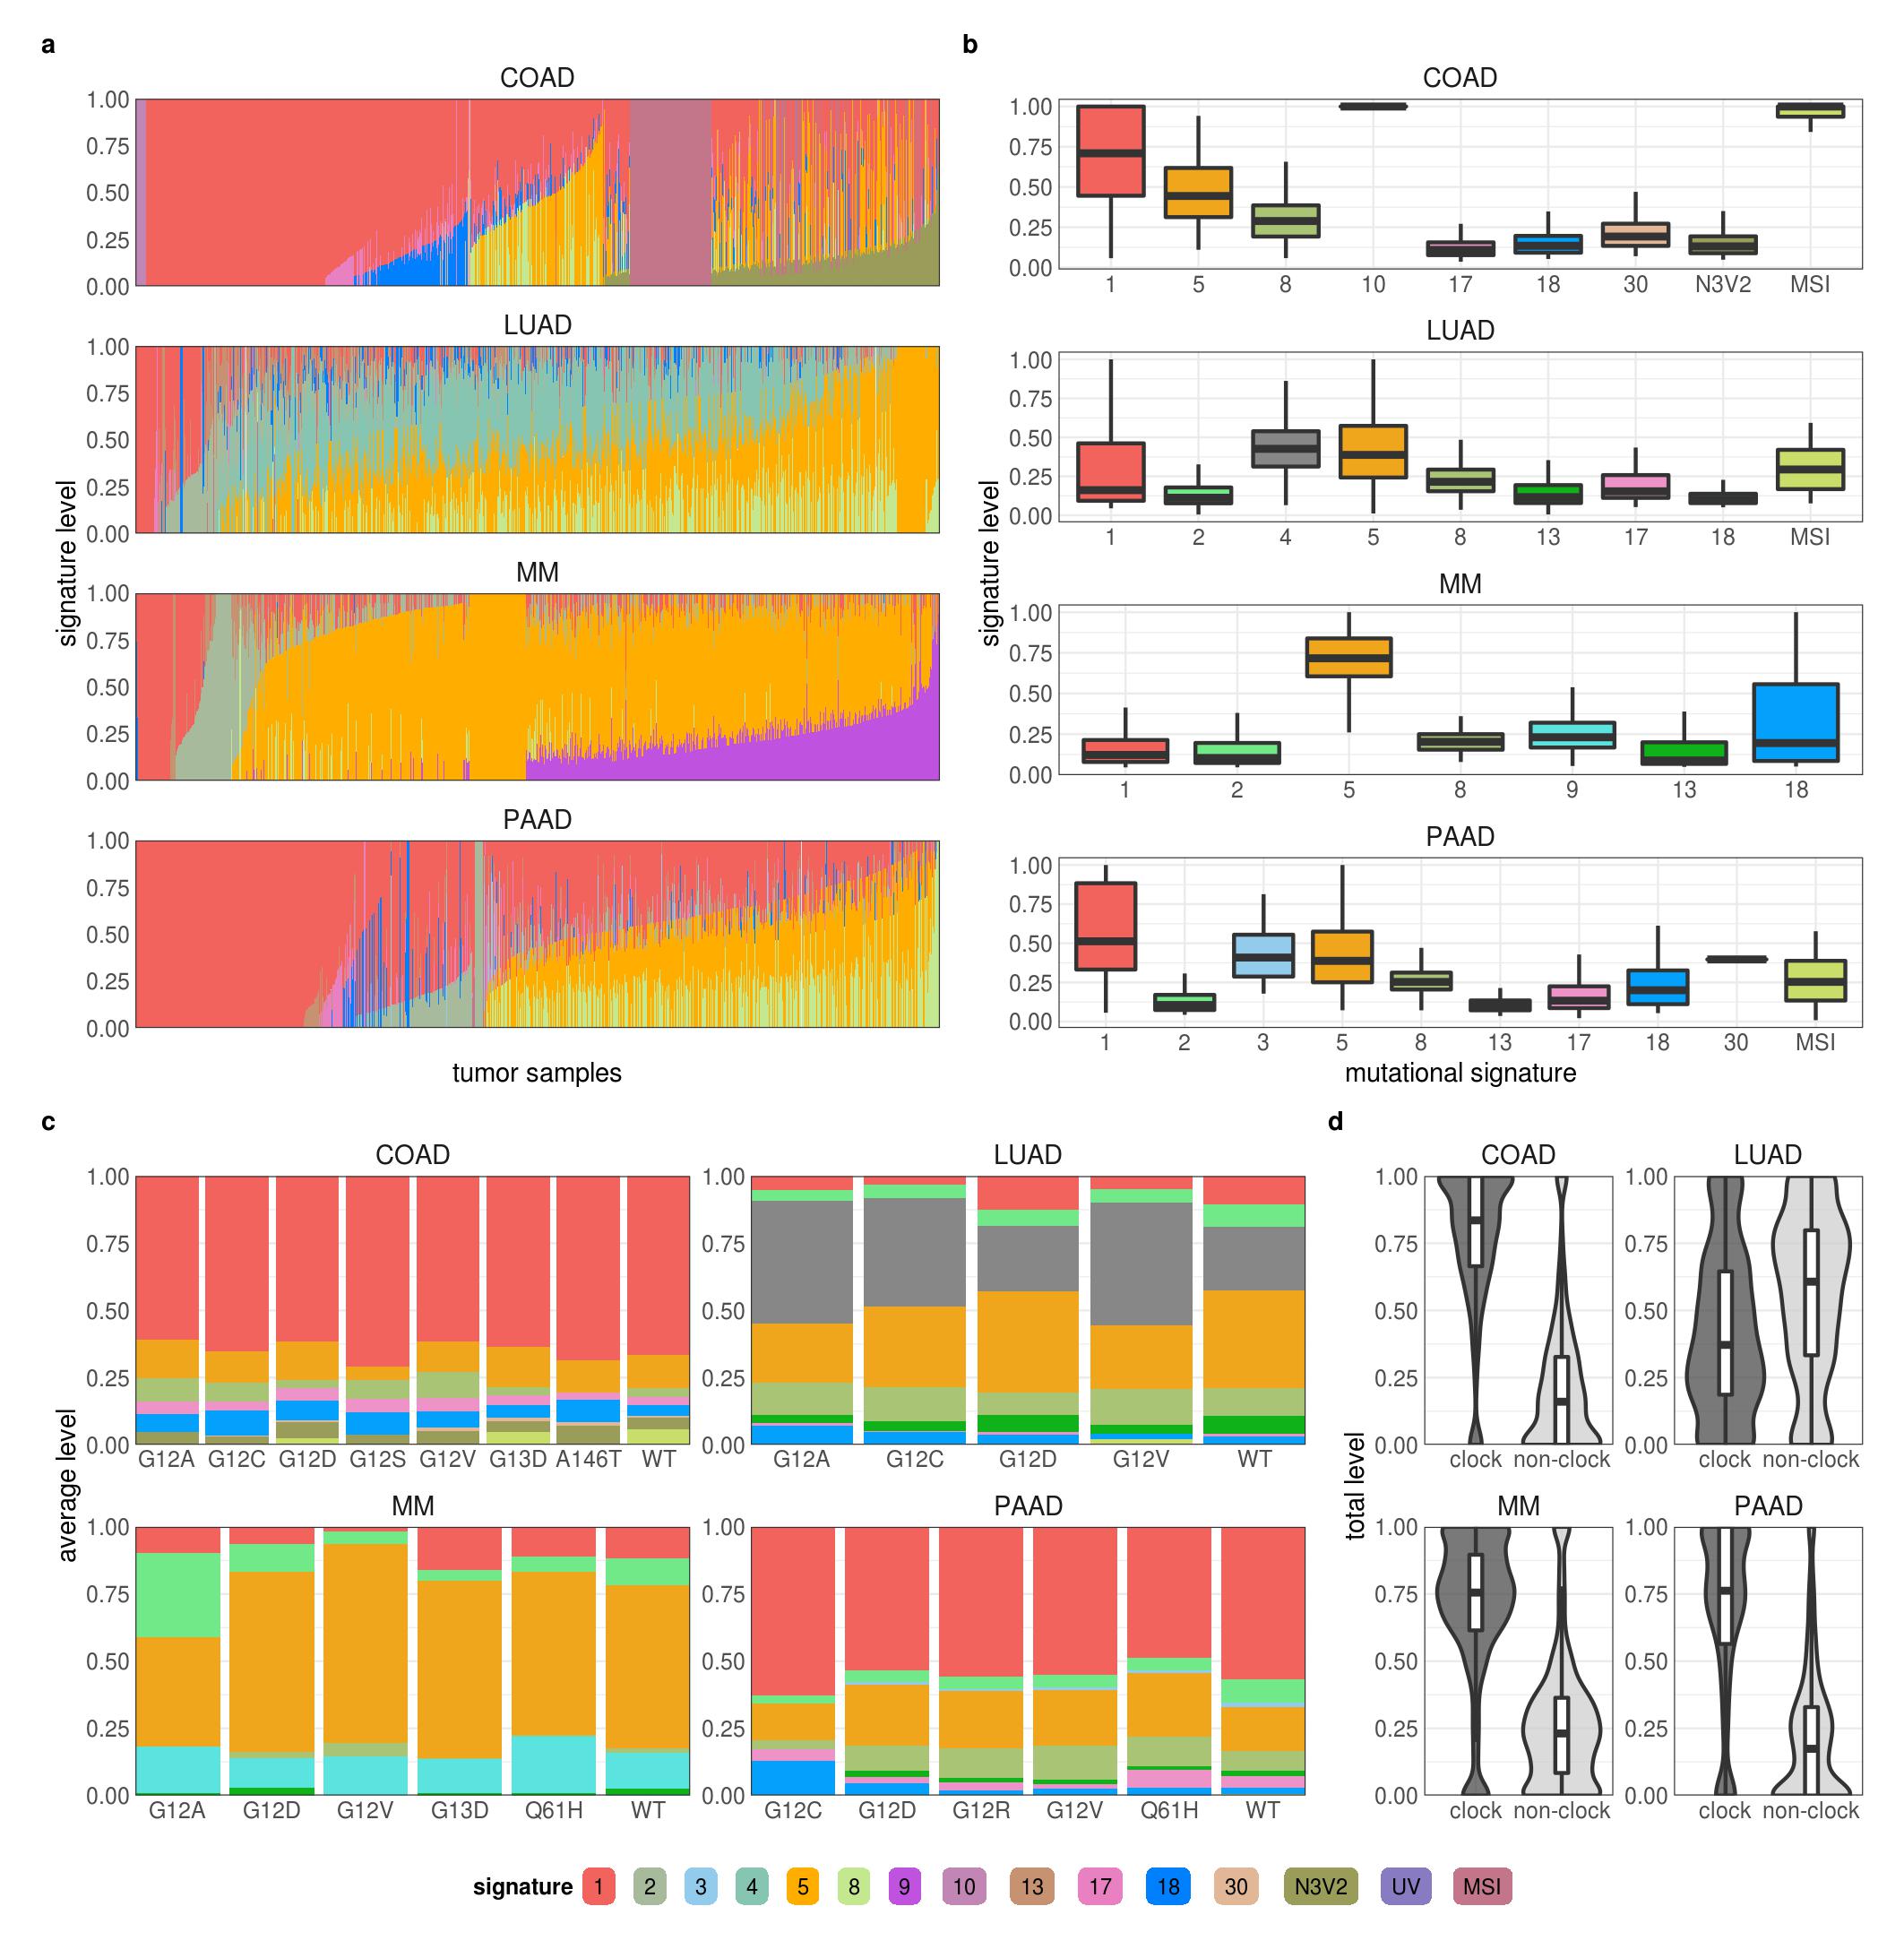 a
COAD
1.00
0.75
0.50
0.25
0.00
LUAD
1.00
0.75
0.50
0.25
0.00
MM
1.00
0.75
0.50
0.25
0.00
PAAD
1.00
0.75
0.50
0.25
0.00
signature level
tumor samples
b
COAD
1.00
0.75
0.50
0.25
0.00
1 5 8 10 17 18 30 N3V2 MSI
LUAD
1.00
0.75
0.50
0.25
0.00
1 2 4 5 8 13 17 18 MSI
MM
1.00
0.75
0.50
0.25
0.00
1 2 5 8 9 13 18
PAAD
1.00
0.75
0.50
0.25
0.00
1 2 3 5 8 13 17 18 30 MSI
signature level
mutational signature
c
COAD
1.00
0.75
0.50
0.25
0.00
G12A G12C G12D G12S G12V G13D A146T WT
LUAD
1.00
0.75
0.50
0.25
0.00
G12A G12C G12D G12V WT
MM
1.00
0.75
0.50
0.25
0.00
G12A G12D G12V G13D Q61H WT
PAAD
1.00
0.75
0.50
0.25
0.00
G12C G12D G12R G12V Q61H WT
average level
d
COAD
1.00
0.75
0.50
0.25
0.00
clock non-clock
LUAD
1.00
0.75
0.50
0.25
0.00
clock non-clock
MM
1.00
0.75
0.50
0.25
0.00
clock non-clock
PAAD
1.00
0.75
0.50
0.25
0.00
clock non-clock
total level
signature 1 2 3 4 5 8 9 10 13 17 18 30 N3V2 UV MSI